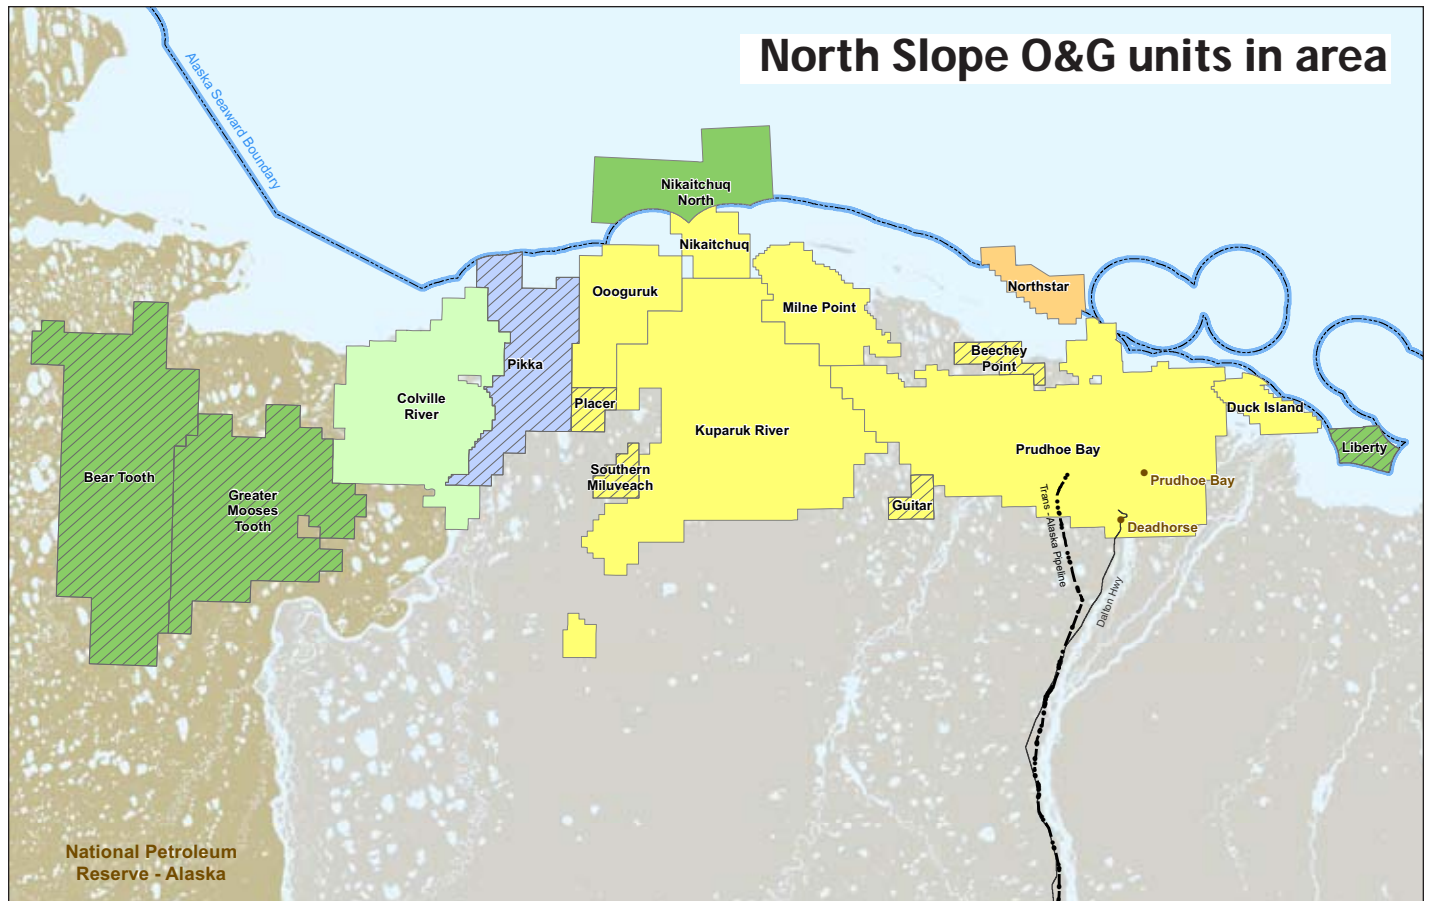 North Slope O&G units in area
Alaska Seaward Boundary
Nikaitchuq
North
Nikaitchuq
Oooguruk
Milne Point
Northstar
Beechey
Point
Pikka
Colville
River
Placer
Duck Island
Kuparuk River
Prudhoe Bay
Liberty
Bear Tooth
Greater
Mooses
Tooth
Southern
Miluveach
Guitar
Prudhoe Bay
Deadhorse
Trans - Alaska Pipeline
Dalton Hwy
National Petroleum
Reserve - Alaska